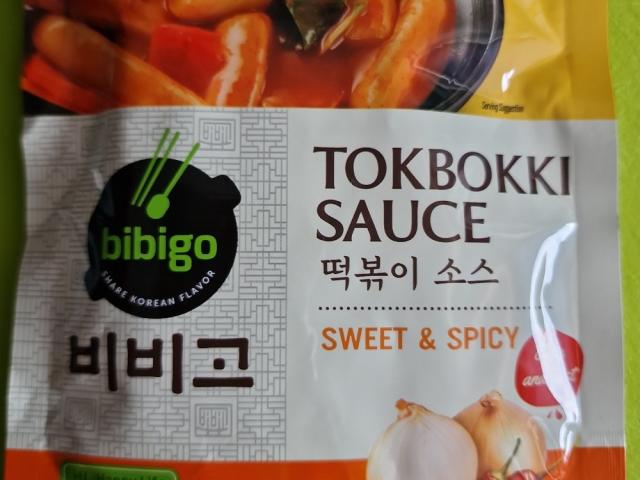 Serving Suggestion
bibigo
SHARE KOREAN FLAVOR
비비고
TOKBOKKI
SAUCE
떡볶이 소스
SWEET & SPICY